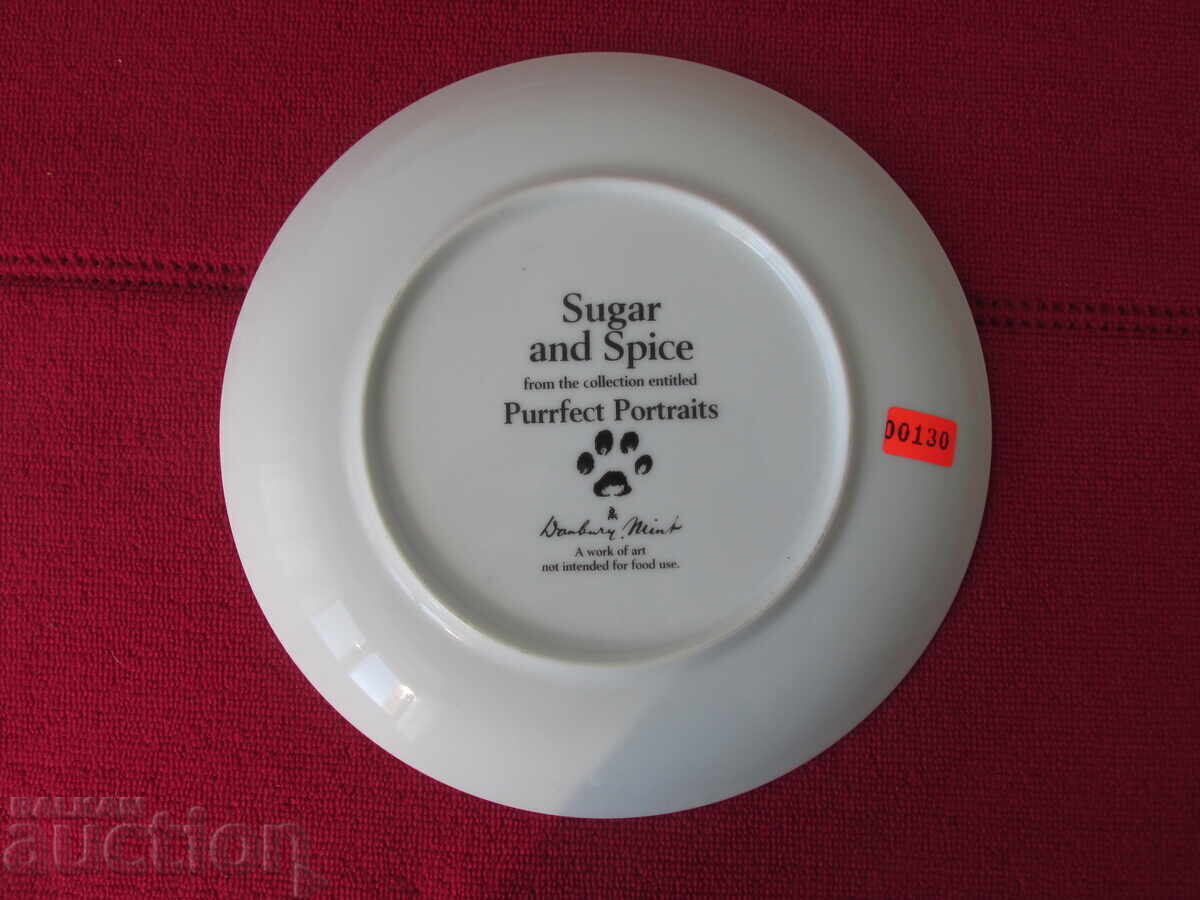 Sugar
and Spice
from the collection entitled
Purrfect Portraits
Danbury Mint
A work of art
not intended for food use.
00130
BALKAN
auction